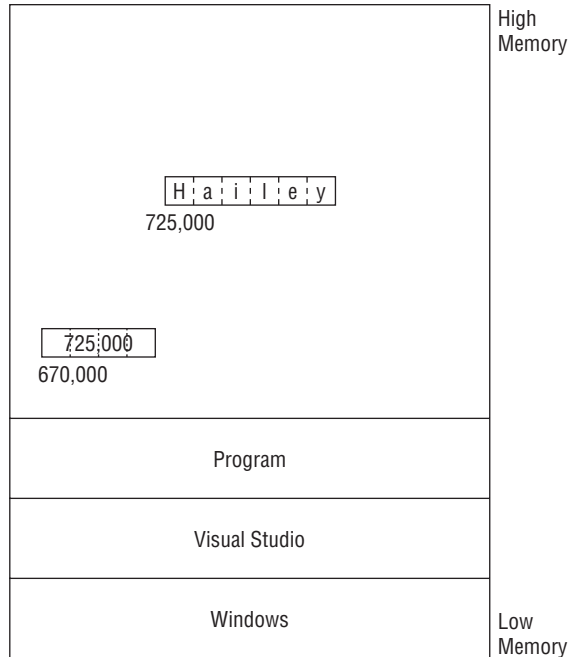 High
Memory
H a i l e y
725,000
725,000
670,000
Program
Visual Studio
Windows
Low
Memory